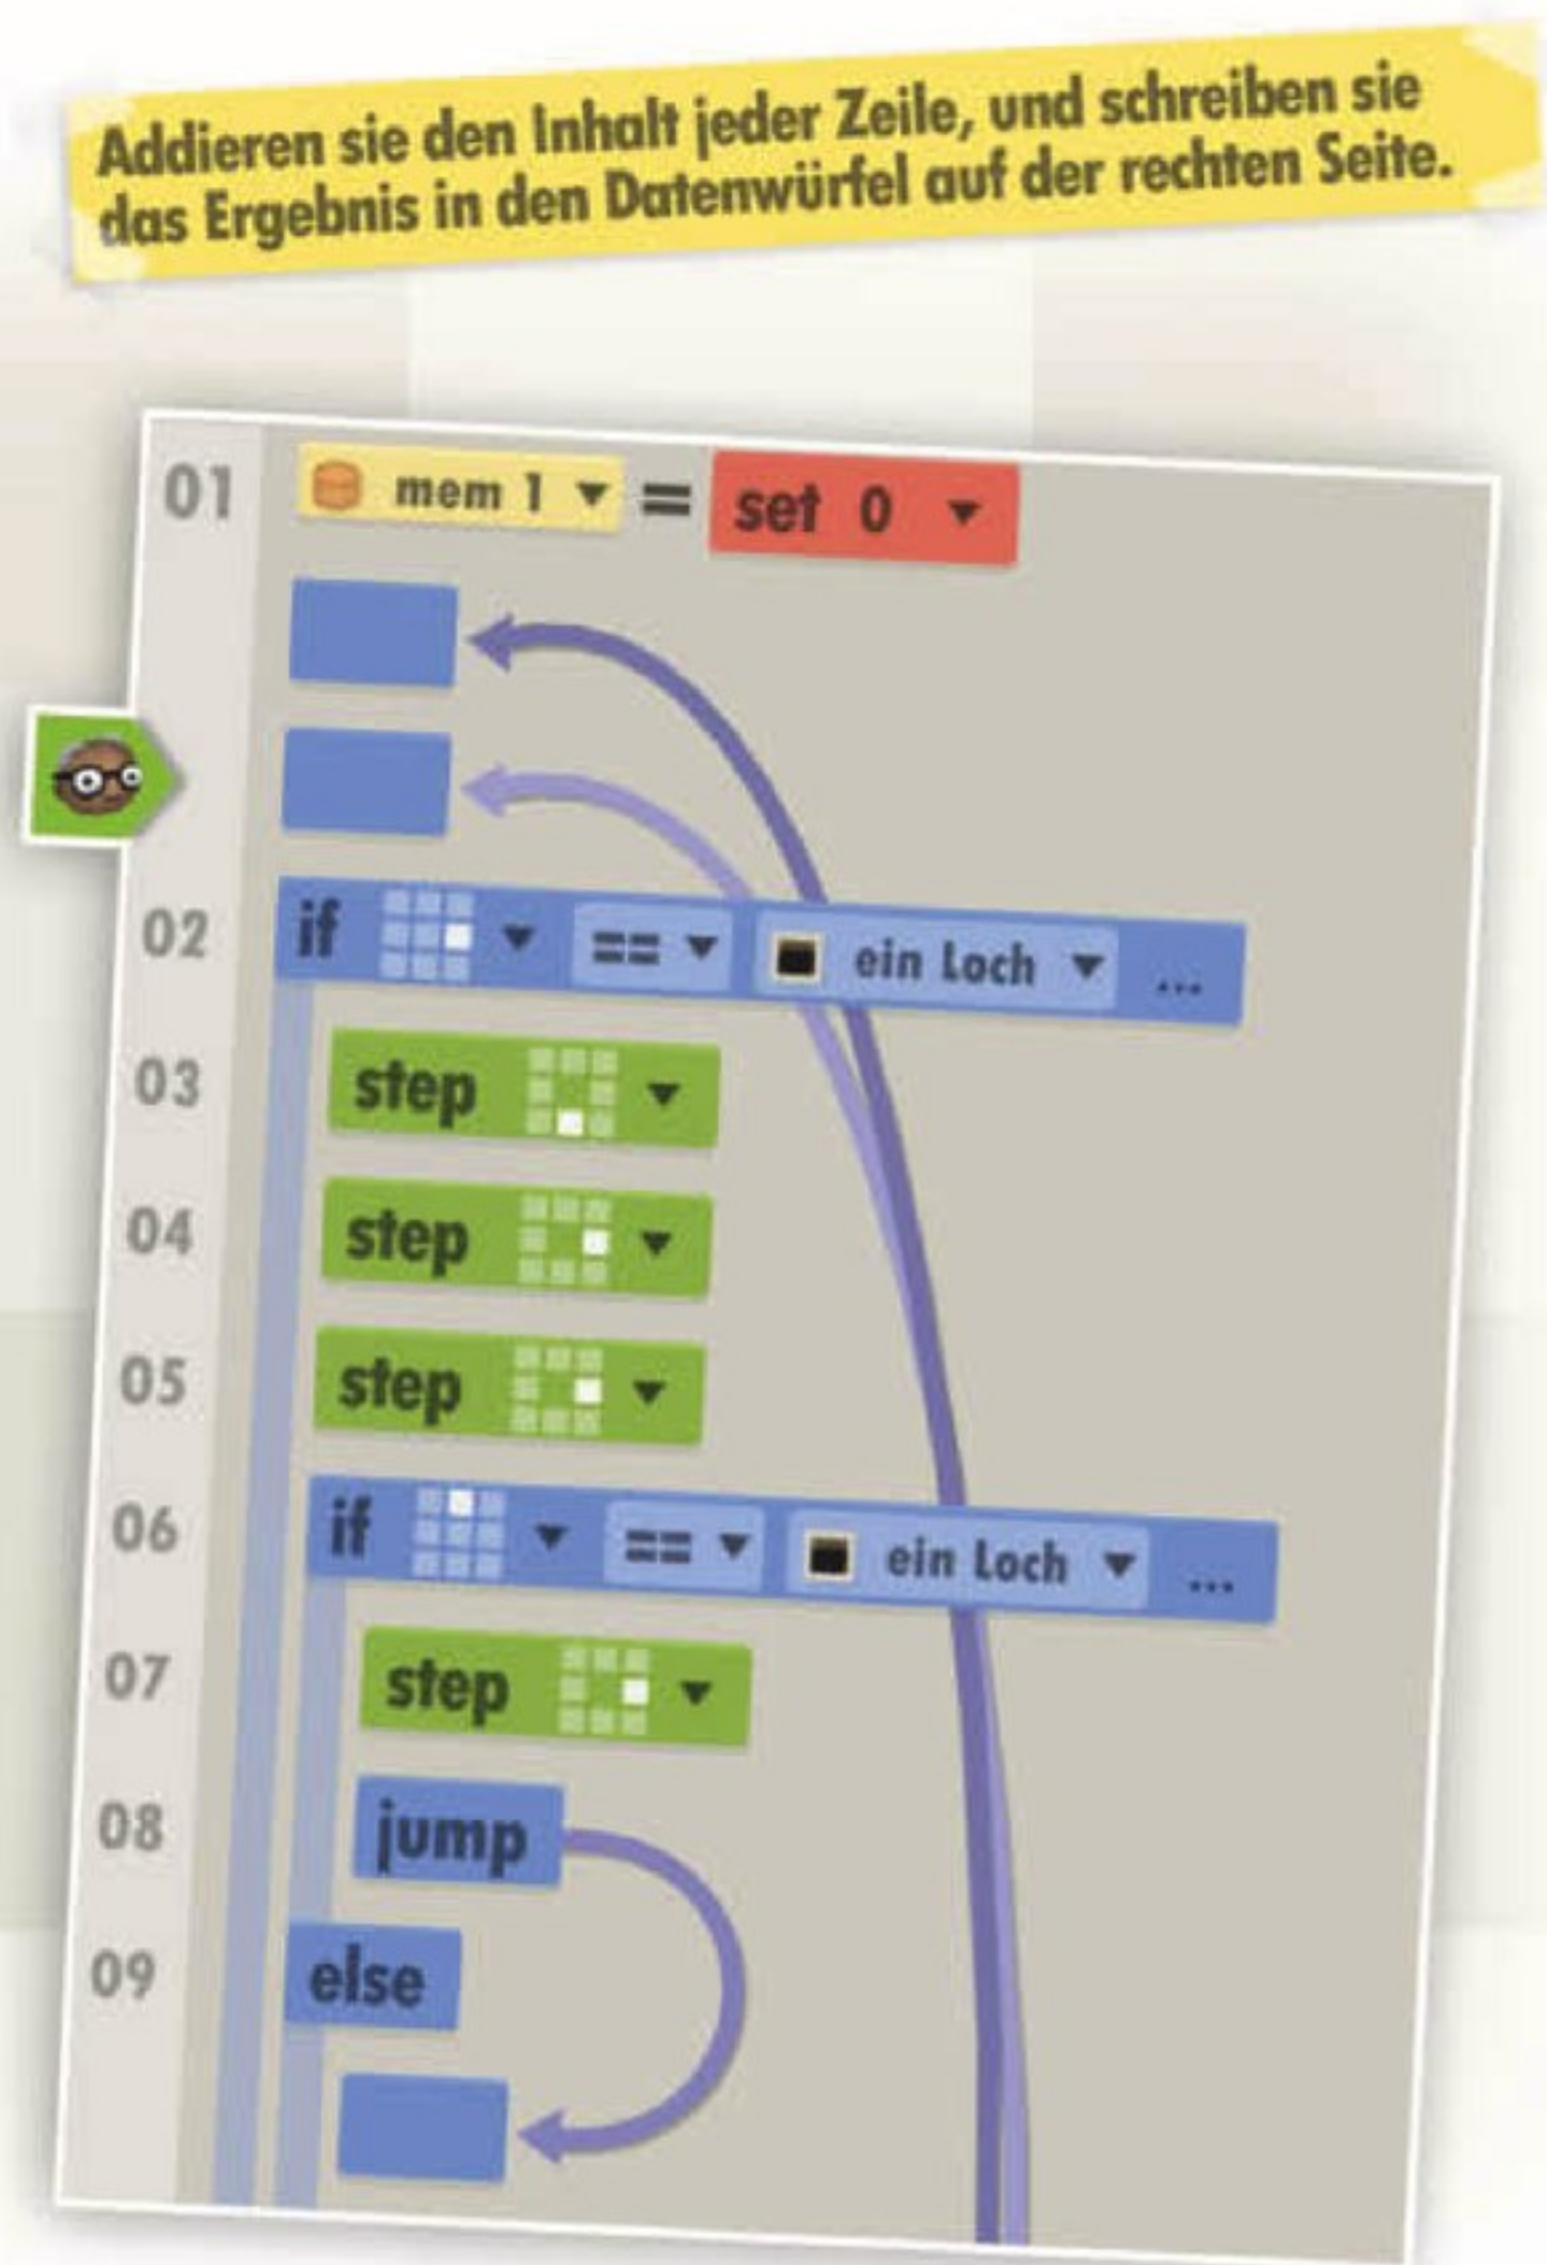 Addieren sie den Inhalt jeder Zeile, und schreiben sie
das Ergebnis in den Datenwürfel auf der rechten Seite.
01 mem 1 = set 0
02 if == ein Loch ...
03 step
04 step
05 step
06 if == ein Loch ...
07 step
08 jump
09 else